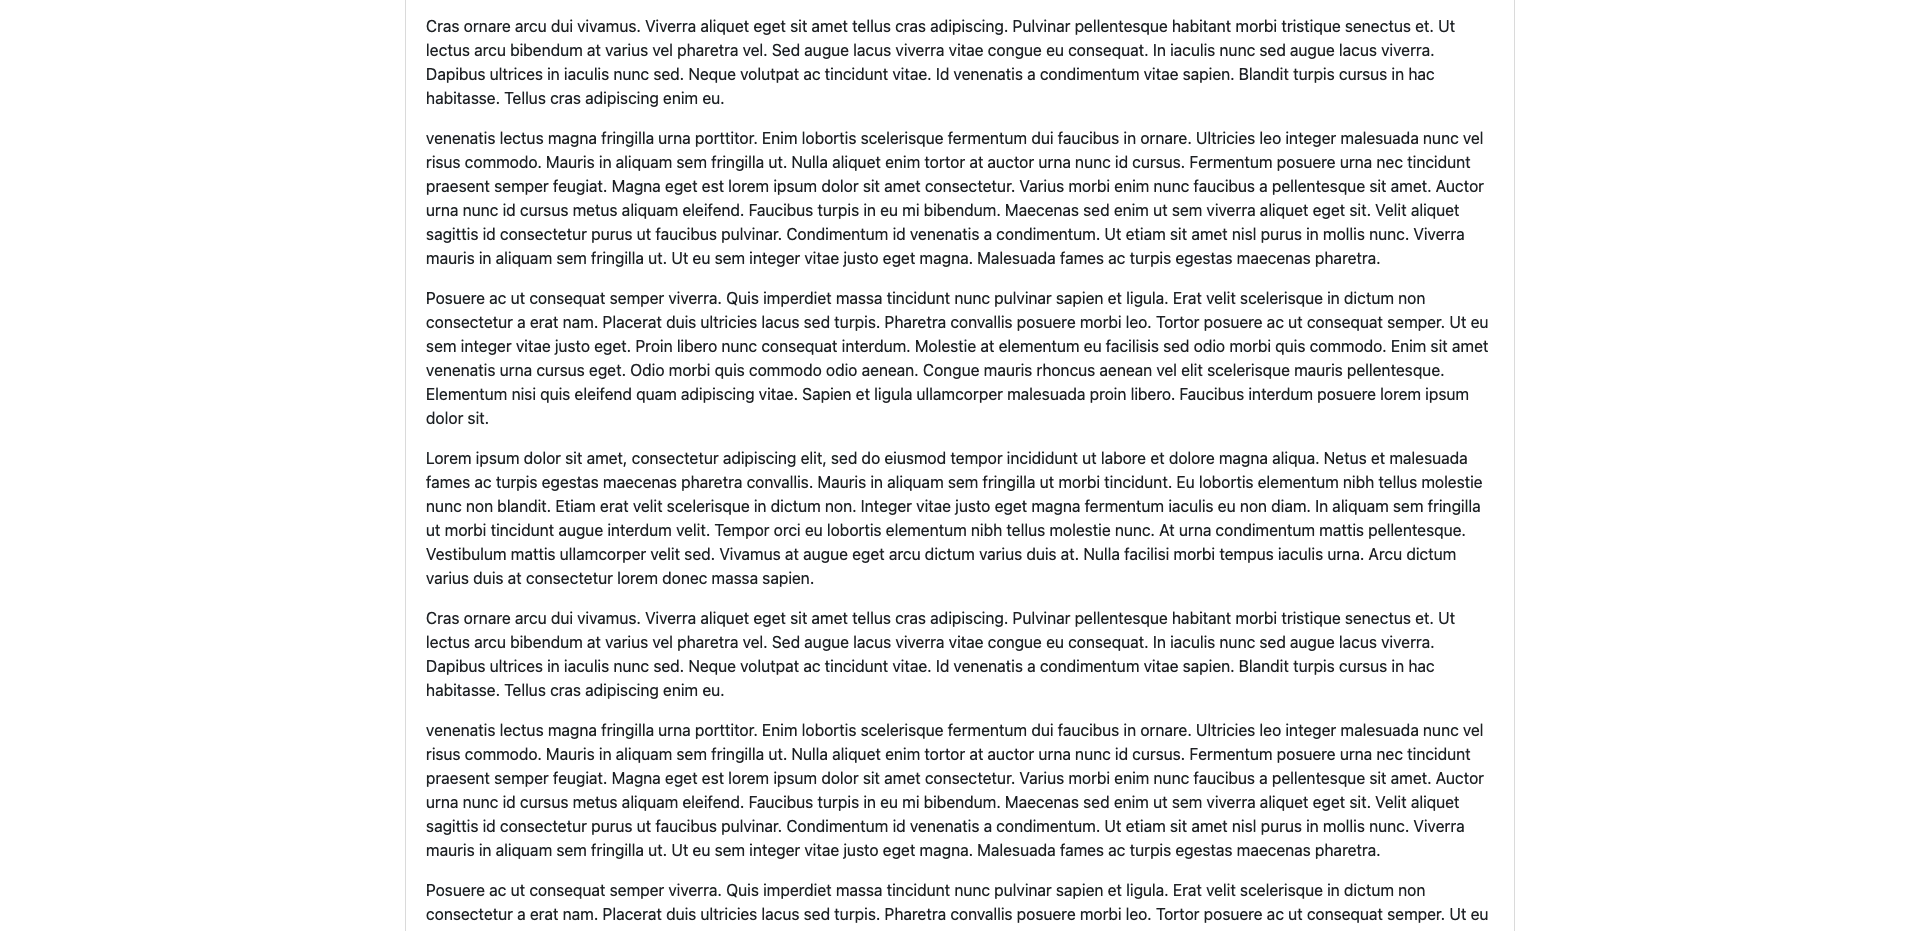 Cras ornare arcu dui vivamus. Viverra aliquet eget sit amet tellus cras adipiscing. Pulvinar pellentesque habitant morbi tristique senectus et. Ut
lectus arcu bibendum at varius vel pharetra vel. Sed augue lacus viverra vitae congue eu consequat. In iaculis nunc sed augue lacus viverra.
Dapibus ultrices in iaculis nunc sed. Neque volutpat ac tincidunt vitae. Id venenatis a condimentum vitae sapien. Blandit turpis cursus in hac
habitasse. Tellus cras adipiscing enim eu.
venenatis lectus magna fringilla urna porttitor. Enim lobortis scelerisque fermentum dui faucibus in ornare. Ultricies leo integer malesuada nunc vel
risus commodo. Mauris in aliquam sem fringilla ut. Nulla aliquet enim tortor at auctor urna nunc id cursus. Fermentum posuere urna nec tincidunt
praesent semper feugiat. Magna eget est lorem ipsum dolor sit amet consectetur. Varius morbi enim nunc faucibus a pellentesque sit amet. Auctor
urna nunc id cursus metus aliquam eleifend. Faucibus turpis in eu mi bibendum. Maecenas sed enim ut sem viverra aliquet eget sit. Velit aliquet
sagittis id consectetur purus ut faucibus pulvinar. Condimentum id venenatis a condimentum. Ut etiam sit amet nisl purus in mollis nunc. Viverra
mauris in aliquam sem fringilla ut. Ut eu sem integer vitae justo eget magna. Malesuada fames ac turpis egestas maecenas pharetra.
Posuere ac ut consequat semper viverra. Quis imperdiet massa tincidunt nunc pulvinar sapien et ligula. Erat velit scelerisque in dictum non
consectetur a erat nam. Placerat duis ultricies lacus sed turpis. Pharetra convallis posuere morbi leo. Tortor posuere ac ut consequat semper. Ut eu
sem integer vitae justo eget. Proin libero nunc consequat interdum. Molestie at elementum eu facilisis sed odio morbi quis commodo. Enim sit amet
venenatis urna cursus eget. Odio morbi quis commodo odio aenean. Congue mauris rhoncus aenean vel elit scelerisque mauris pellentesque.
Elementum nisi quis eleifend quam adipiscing vitae. Sapien et ligula ullamcorper malesuada proin libero. Faucibus interdum posuere lorem ipsum
dolor sit.
Lorem ipsum dolor sit amet, consectetur adipiscing elit, sed do eiusmod tempor incididunt ut labore et dolore magna aliqua. Netus et malesuada
fames ac turpis egestas maecenas pharetra convallis. Mauris in aliquam sem fringilla ut morbi tincidunt. Eu lobortis elementum nibh tellus molestie
nunc non blandit. Etiam erat velit scelerisque in dictum non. Integer vitae justo eget magna fermentum iaculis eu non diam. In aliquam sem fringilla
ut morbi tincidunt augue interdum velit. Tempor orci eu lobortis elementum nibh tellus molestie nunc. At urna condimentum mattis pellentesque.
Vestibulum mattis ullamcorper velit sed. Vivamus at augue eget arcu dictum varius duis at. Nulla facilisi morbi tempus iaculis urna. Arcu dictum
varius duis at consectetur lorem donec massa sapien.
Cras ornare arcu dui vivamus. Viverra aliquet eget sit amet tellus cras adipiscing. Pulvinar pellentesque habitant morbi tristique senectus et. Ut
lectus arcu bibendum at varius vel pharetra vel. Sed augue lacus viverra vitae congue eu consequat. In iaculis nunc sed augue lacus viverra.
Dapibus ultrices in iaculis nunc sed. Neque volutpat ac tincidunt vitae. Id venenatis a condimentum vitae sapien. Blandit turpis cursus in hac
habitasse. Tellus cras adipiscing enim eu.
venenatis lectus magna fringilla urna porttitor. Enim lobortis scelerisque fermentum dui faucibus in ornare. Ultricies leo integer malesuada nunc vel
risus commodo. Mauris in aliquam sem fringilla ut. Nulla aliquet enim tortor at auctor urna nunc id cursus. Fermentum posuere urna nec tincidunt
praesent semper feugiat. Magna eget est lorem ipsum dolor sit amet consectetur. Varius morbi enim nunc faucibus a pellentesque sit amet. Auctor
urna nunc id cursus metus aliquam eleifend. Faucibus turpis in eu mi bibendum. Maecenas sed enim ut sem viverra aliquet eget sit. Velit aliquet
sagittis id consectetur purus ut faucibus pulvinar. Condimentum id venenatis a condimentum. Ut etiam sit amet nisl purus in mollis nunc. Viverra
mauris in aliquam sem fringilla ut. Ut eu sem integer vitae justo eget magna. Malesuada fames ac turpis egestas maecenas pharetra.
Posuere ac ut consequat semper viverra. Quis imperdiet massa tincidunt nunc pulvinar sapien et ligula. Erat velit scelerisque in dictum non
consectetur a erat nam. Placerat duis ultricies lacus sed turpis. Pharetra convallis posuere morbi leo. Tortor posuere ac ut consequat semper. Ut eu